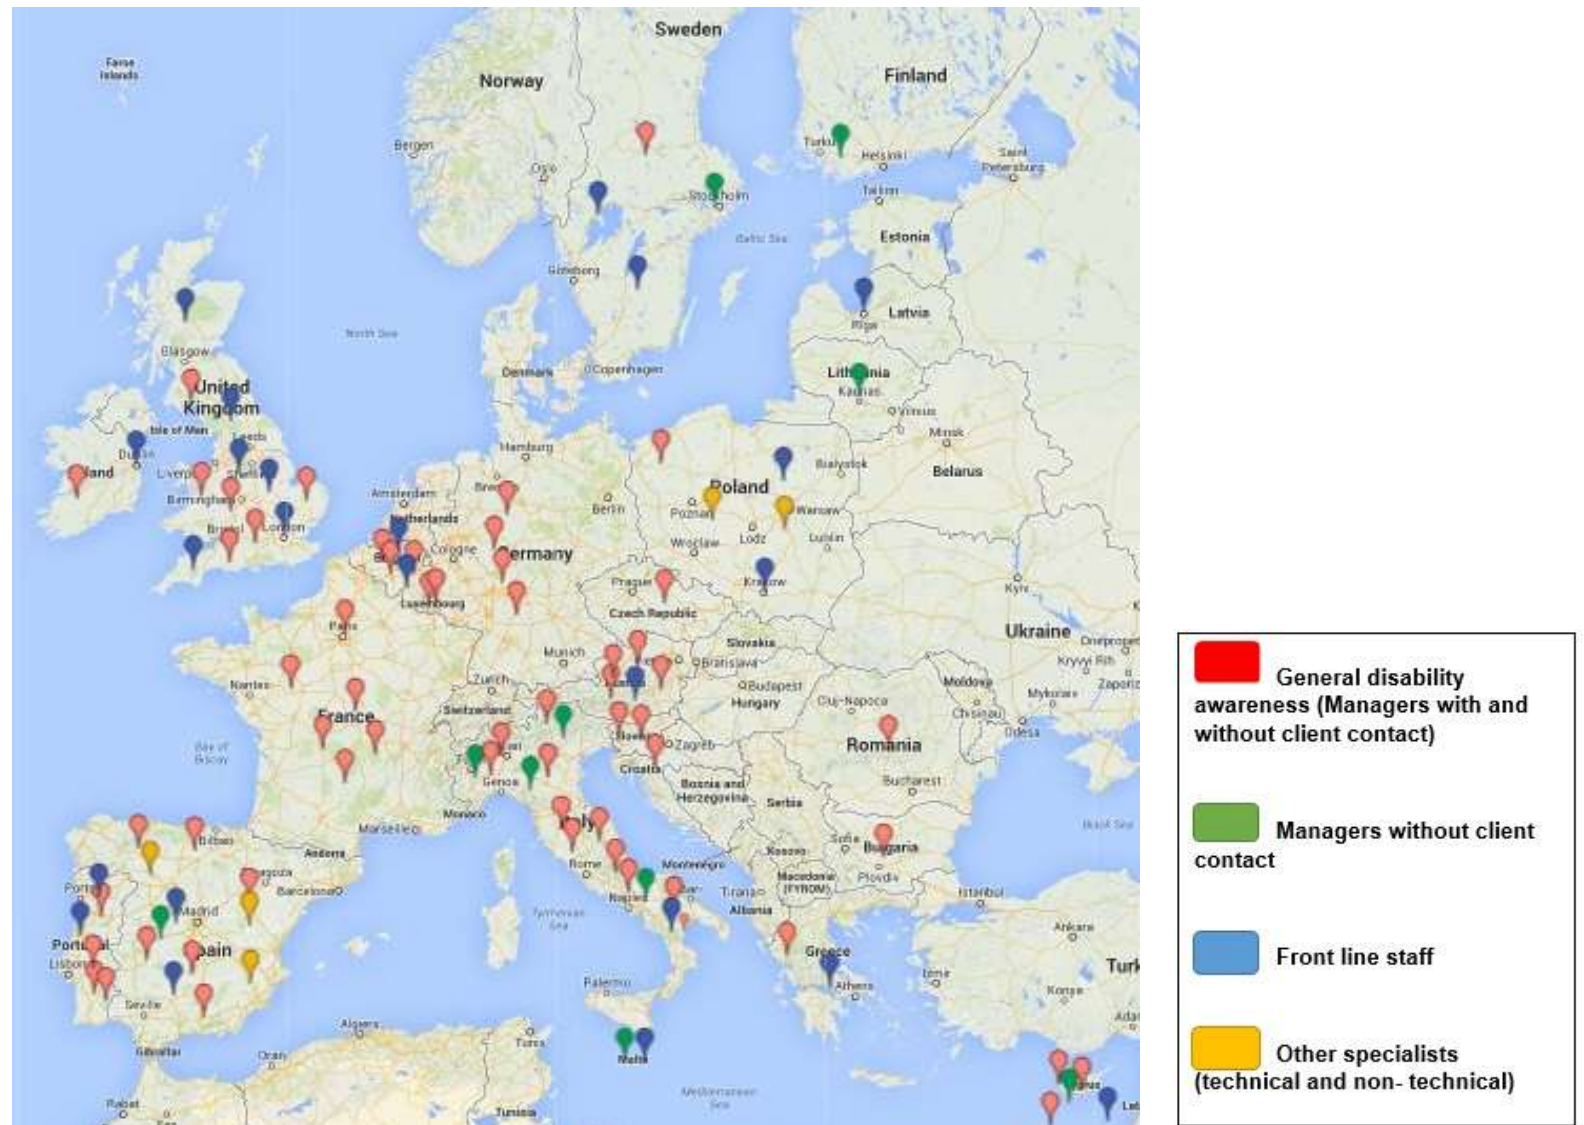 Sweden
Faroe
Islands
Norway
Finland
Bergen
Turku
Helsinki
Saint
Petersburg
Oslo
Stockholm
Tallinn
Baltic Sea
Estonia
Göteborg
North Sea
Latvia
Riga
Glasgow
Denmark
Copenhagen
Lithuania
United
Kingdom
Kaunas
Vilnius
Isle of Man
Leeds
Minsk
Dublin
Hamburg
Bialystok
Belarus
Poland
Birmingham
Amsterdam
Berlin
Poznań
Warsaw
Netherlands
Bristol
London
Lodz
Wroclaw
Lublin
Cologne
Germany
Prague
Krakow
Kyiv
Luxembourg
Czech Republic
Paris
Ukraine
Slovakia
Munich
Bratislava
Kryvyi Rih
Nantes
Zurich
Budapest
Moldova
Mykolaiv
Hungary
Cluj-Napoca
Chisinau
Switzerland
France
Odesa
Zagreb
Romania
Bay of
Biscay
Croatia
Genoa
Bosnia and
Herzegovina
Bucharest
Serbia
Monaco
Marseille
Italy
Black Sea
Bilbao
Sofia
Bulgaria
Andorra
Kosovo
Rome
Montenegro
Plovdiv
Macedonia
(FYROM)
Barcelona
Istanbul
Naples
Tirana
Madrid
Albania
Tyrrhenian
Sea
Ankara
Portugal
Spain
Greece
Lisbon
Izmir
Athens
Palermo
Konya
Seville
Algiers
Tunis
Gibraltar
Oran
Malta
Mediterranean
Sea
Rabat
Tunisia
General disability
awareness (Managers with and
without client contact)
Managers without client
contact
Front line staff
Other specialists
(technical and non- technical)